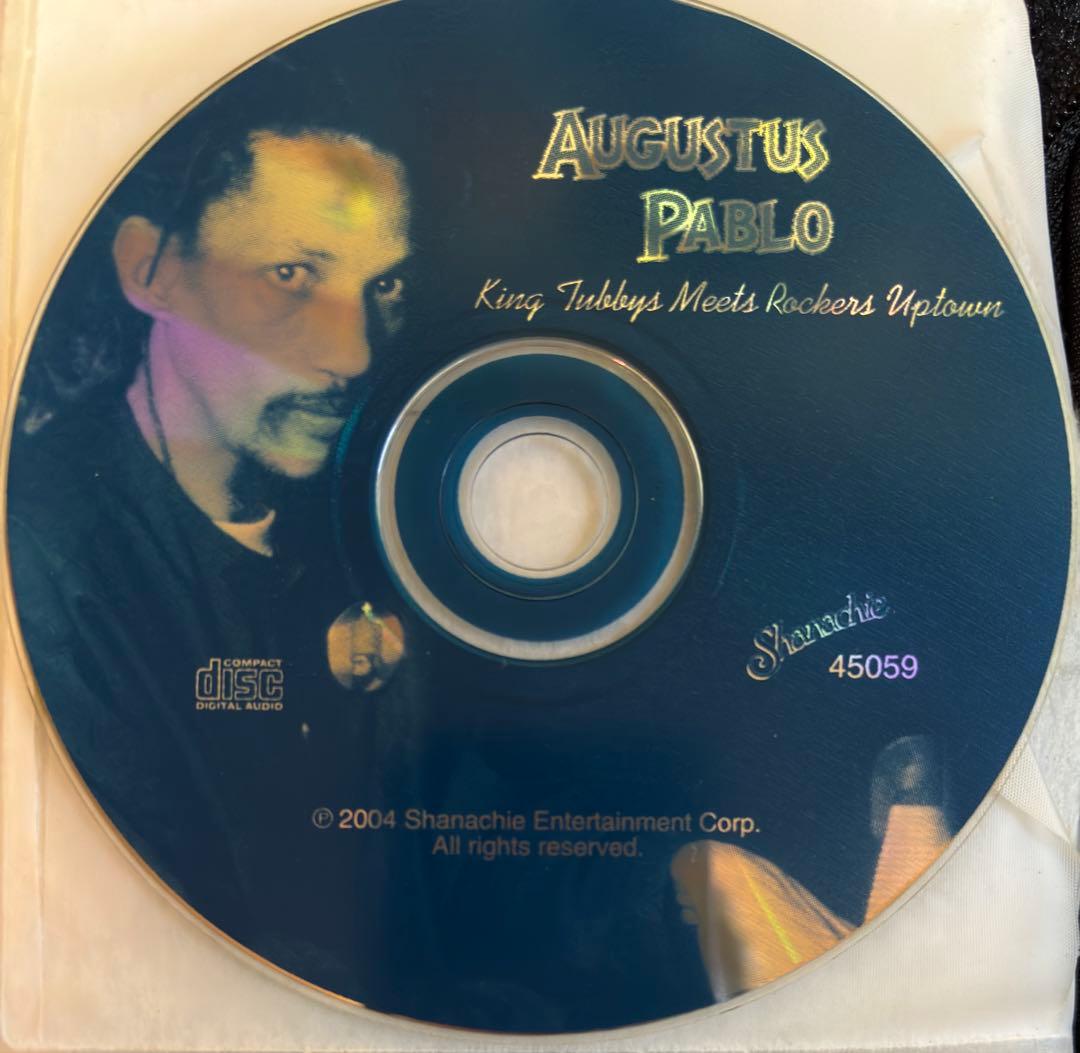 AUGUSTUS
PABLO
King Tubbys Meets Rockers Uptown
Shanachie
45059
COMPACT
disc
DIGITAL AUDIO
℗ 2004 Shanachie Entertainment Corp.
All rights reserved.